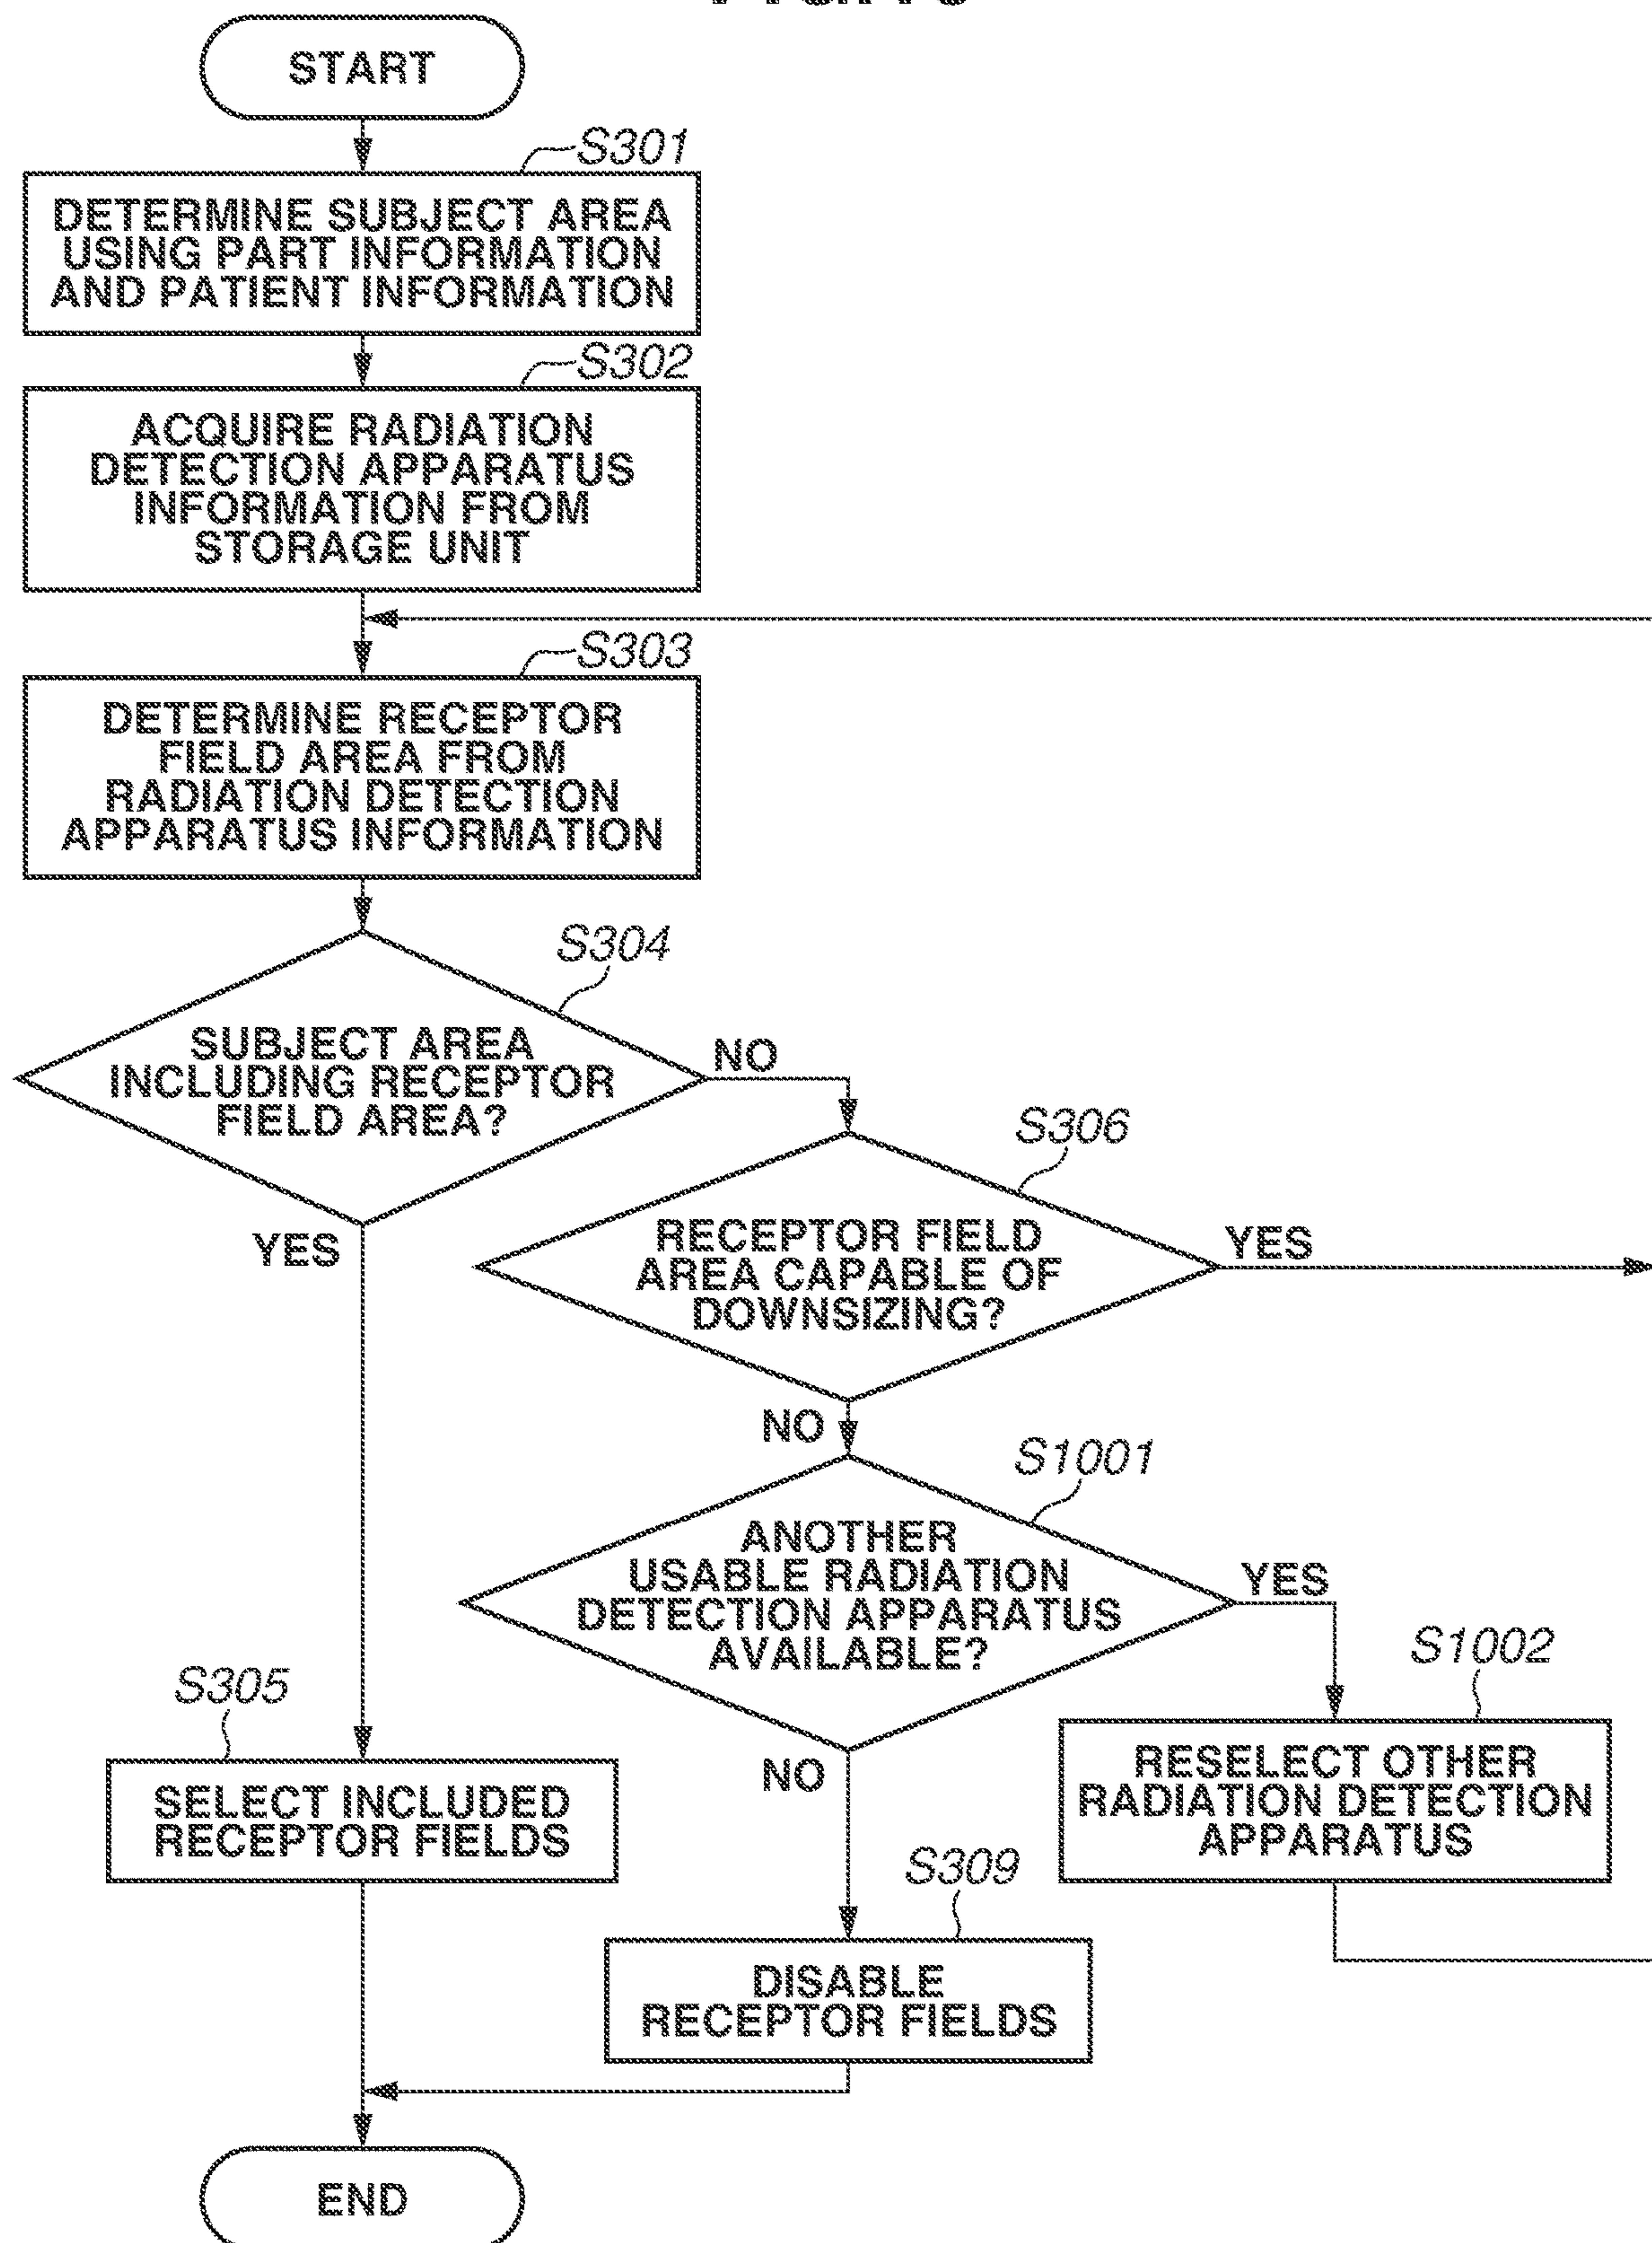 START
S301
DETERMINE SUBJECT AREA
USING PART INFORMATION
AND PATIENT INFORMATION
S302
ACQUIRE RADIATION
DETECTION APPARATUS
INFORMATION FROM
STORAGE UNIT
S303
DETERMINE RECEPTOR
FIELD AREA FROM
RADIATION DETECTION
APPARATUS INFORMATION
S304
SUBJECT AREA
INCLUDING RECEPTOR
FIELD AREA?
NO
YES
S306
RECEPTOR FIELD
AREA CAPABLE OF
DOWNSIZING?
YES
NO
S1001
ANOTHER
USABLE RADIATION
DETECTION APPARATUS
AVAILABLE?
YES
NO
S1002
RESELECT OTHER
RADIATION DETECTION
APPARATUS
S305
SELECT INCLUDED
RECEPTOR FIELDS
S309
DISABLE
RECEPTOR FIELDS
END